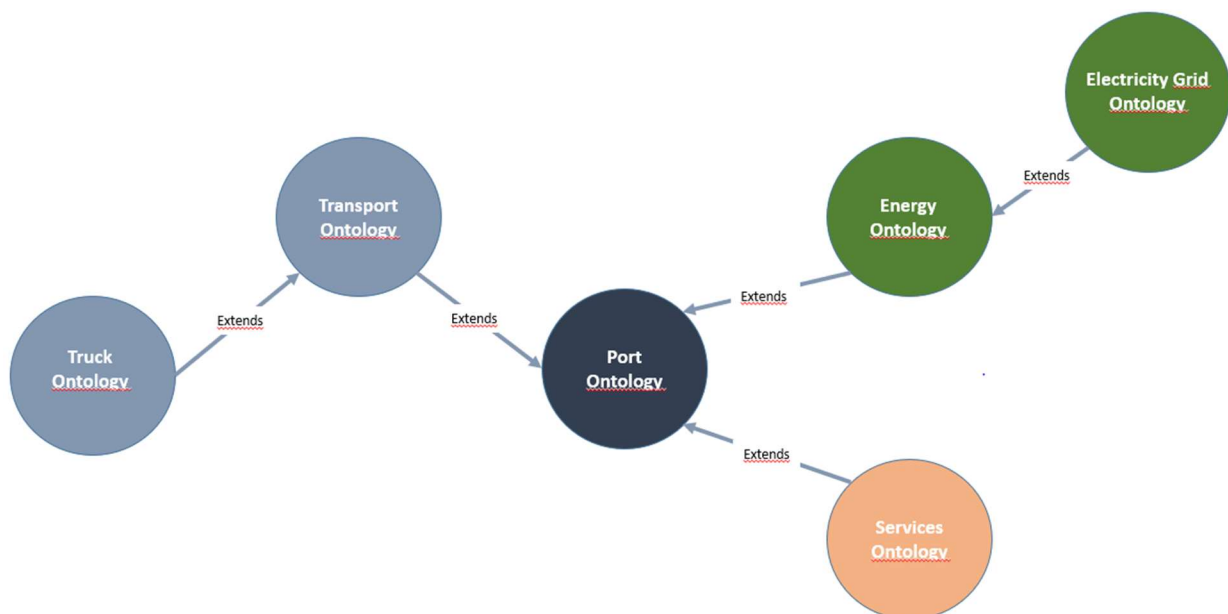 Electricity Grid
Ontology
Extends
Transport
Ontology
Energy
Ontology
Extends
Extends
Extends
Truck
Ontology
Port
Ontology
Extends
Services
Ontology